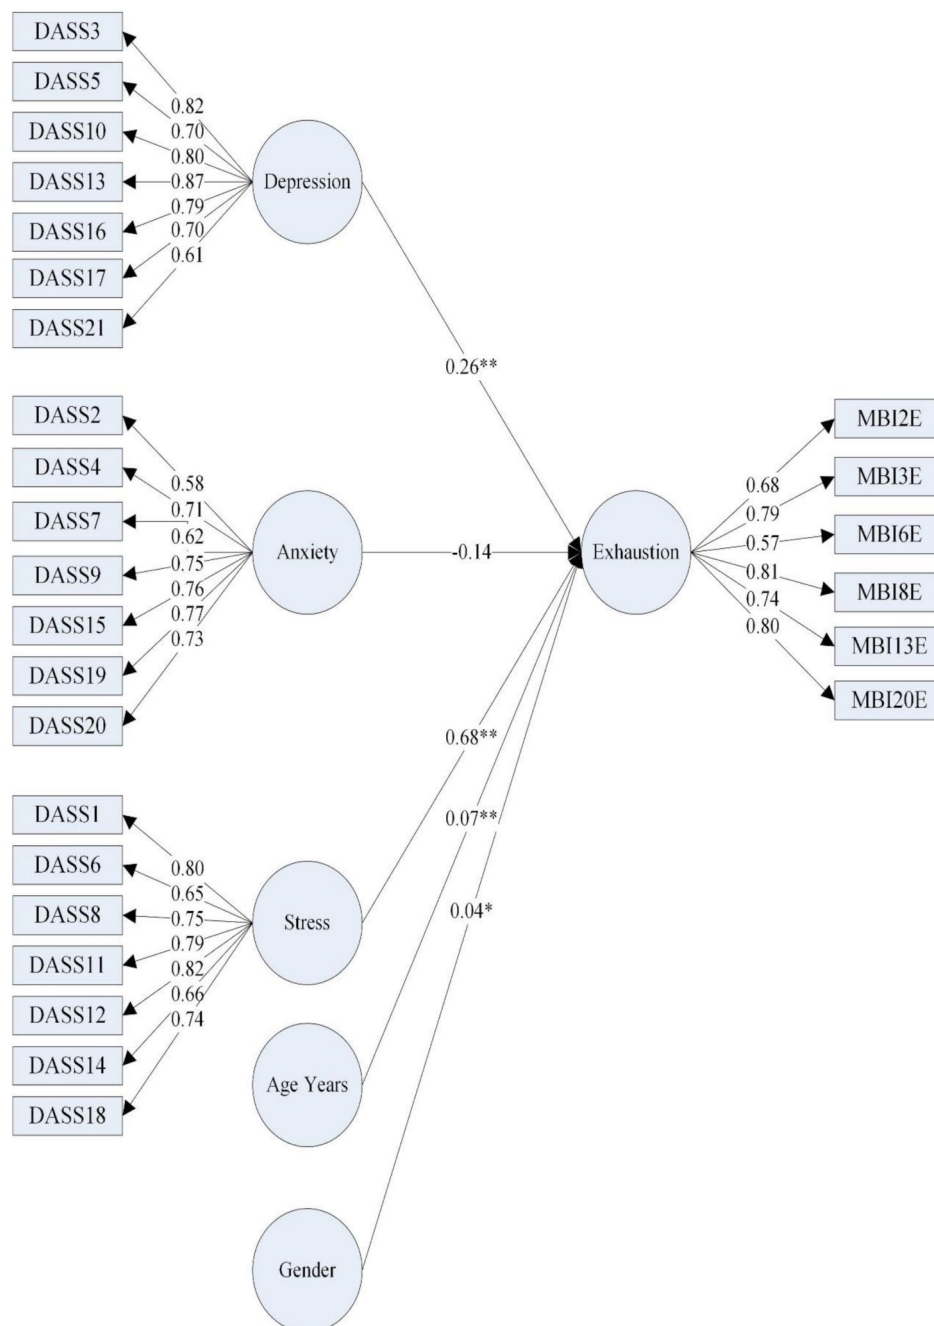 DASS3
DASS5
DASS10
DASS13
DASS16
DASS17
DASS21
0.82
0.70
0.80
0.87
0.79
0.70
0.61
Depression
0.26**
DASS2
DASS4
DASS7
DASS9
DASS15
DASS19
DASS20
0.58
0.71
0.62
0.75
0.76
0.77
0.73
Anxiety
-0.14
Exhaustion
0.68
0.79
0.57
0.81
0.74
0.80
MBI2E
MBI3E
MBI6E
MBI8E
MBI13E
MBI20E
DASS1
DASS6
DASS8
DASS11
DASS12
DASS14
DASS18
0.80
0.65
0.75
0.79
0.82
0.66
0.74
Stress
0.68**
Age Years
0.07**
Gender
0.04*